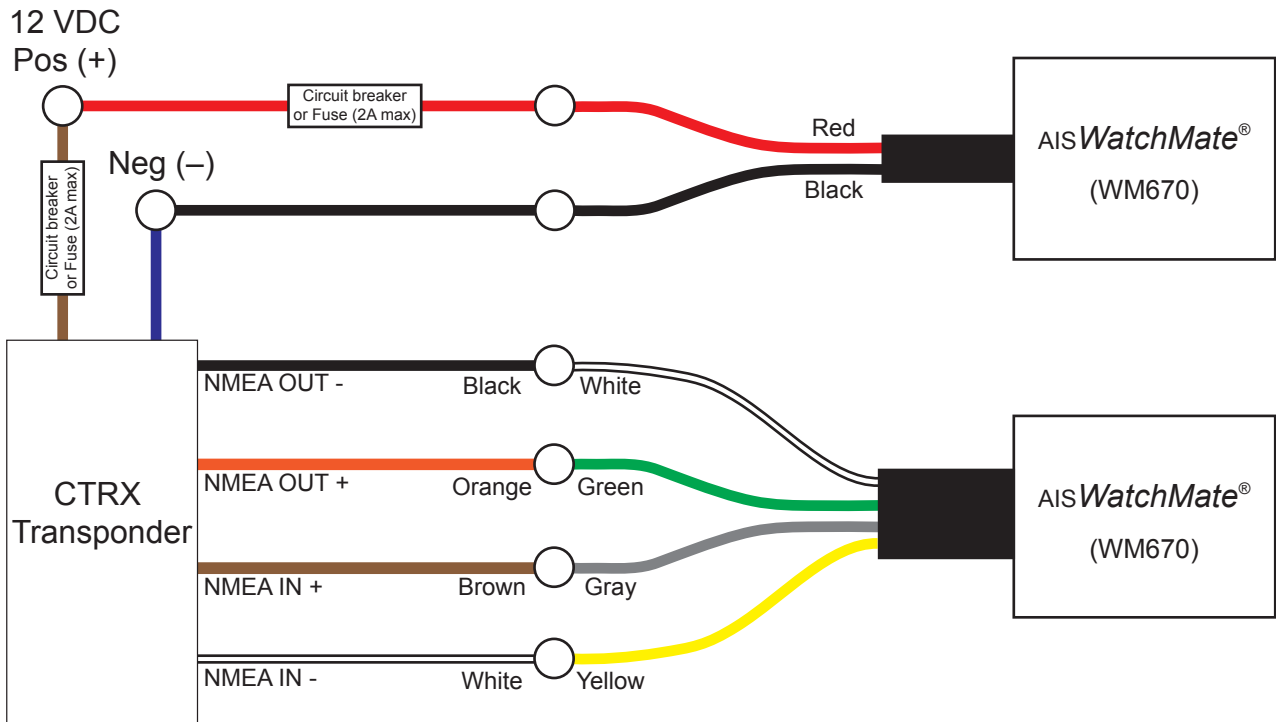 12 VDC
Pos (+)
Circuit breaker
or Fuse (2A max)
Neg (–)
Circuit breaker
or Fuse (2A max)
Red
Black
AIS WatchMate®
(WM670)
CTRX
Transponder
NMEA OUT -
Black
White
NMEA OUT +
Orange
Green
NMEA IN +
Brown
Gray
NMEA IN -
White
Yellow
AIS WatchMate®
(WM670)